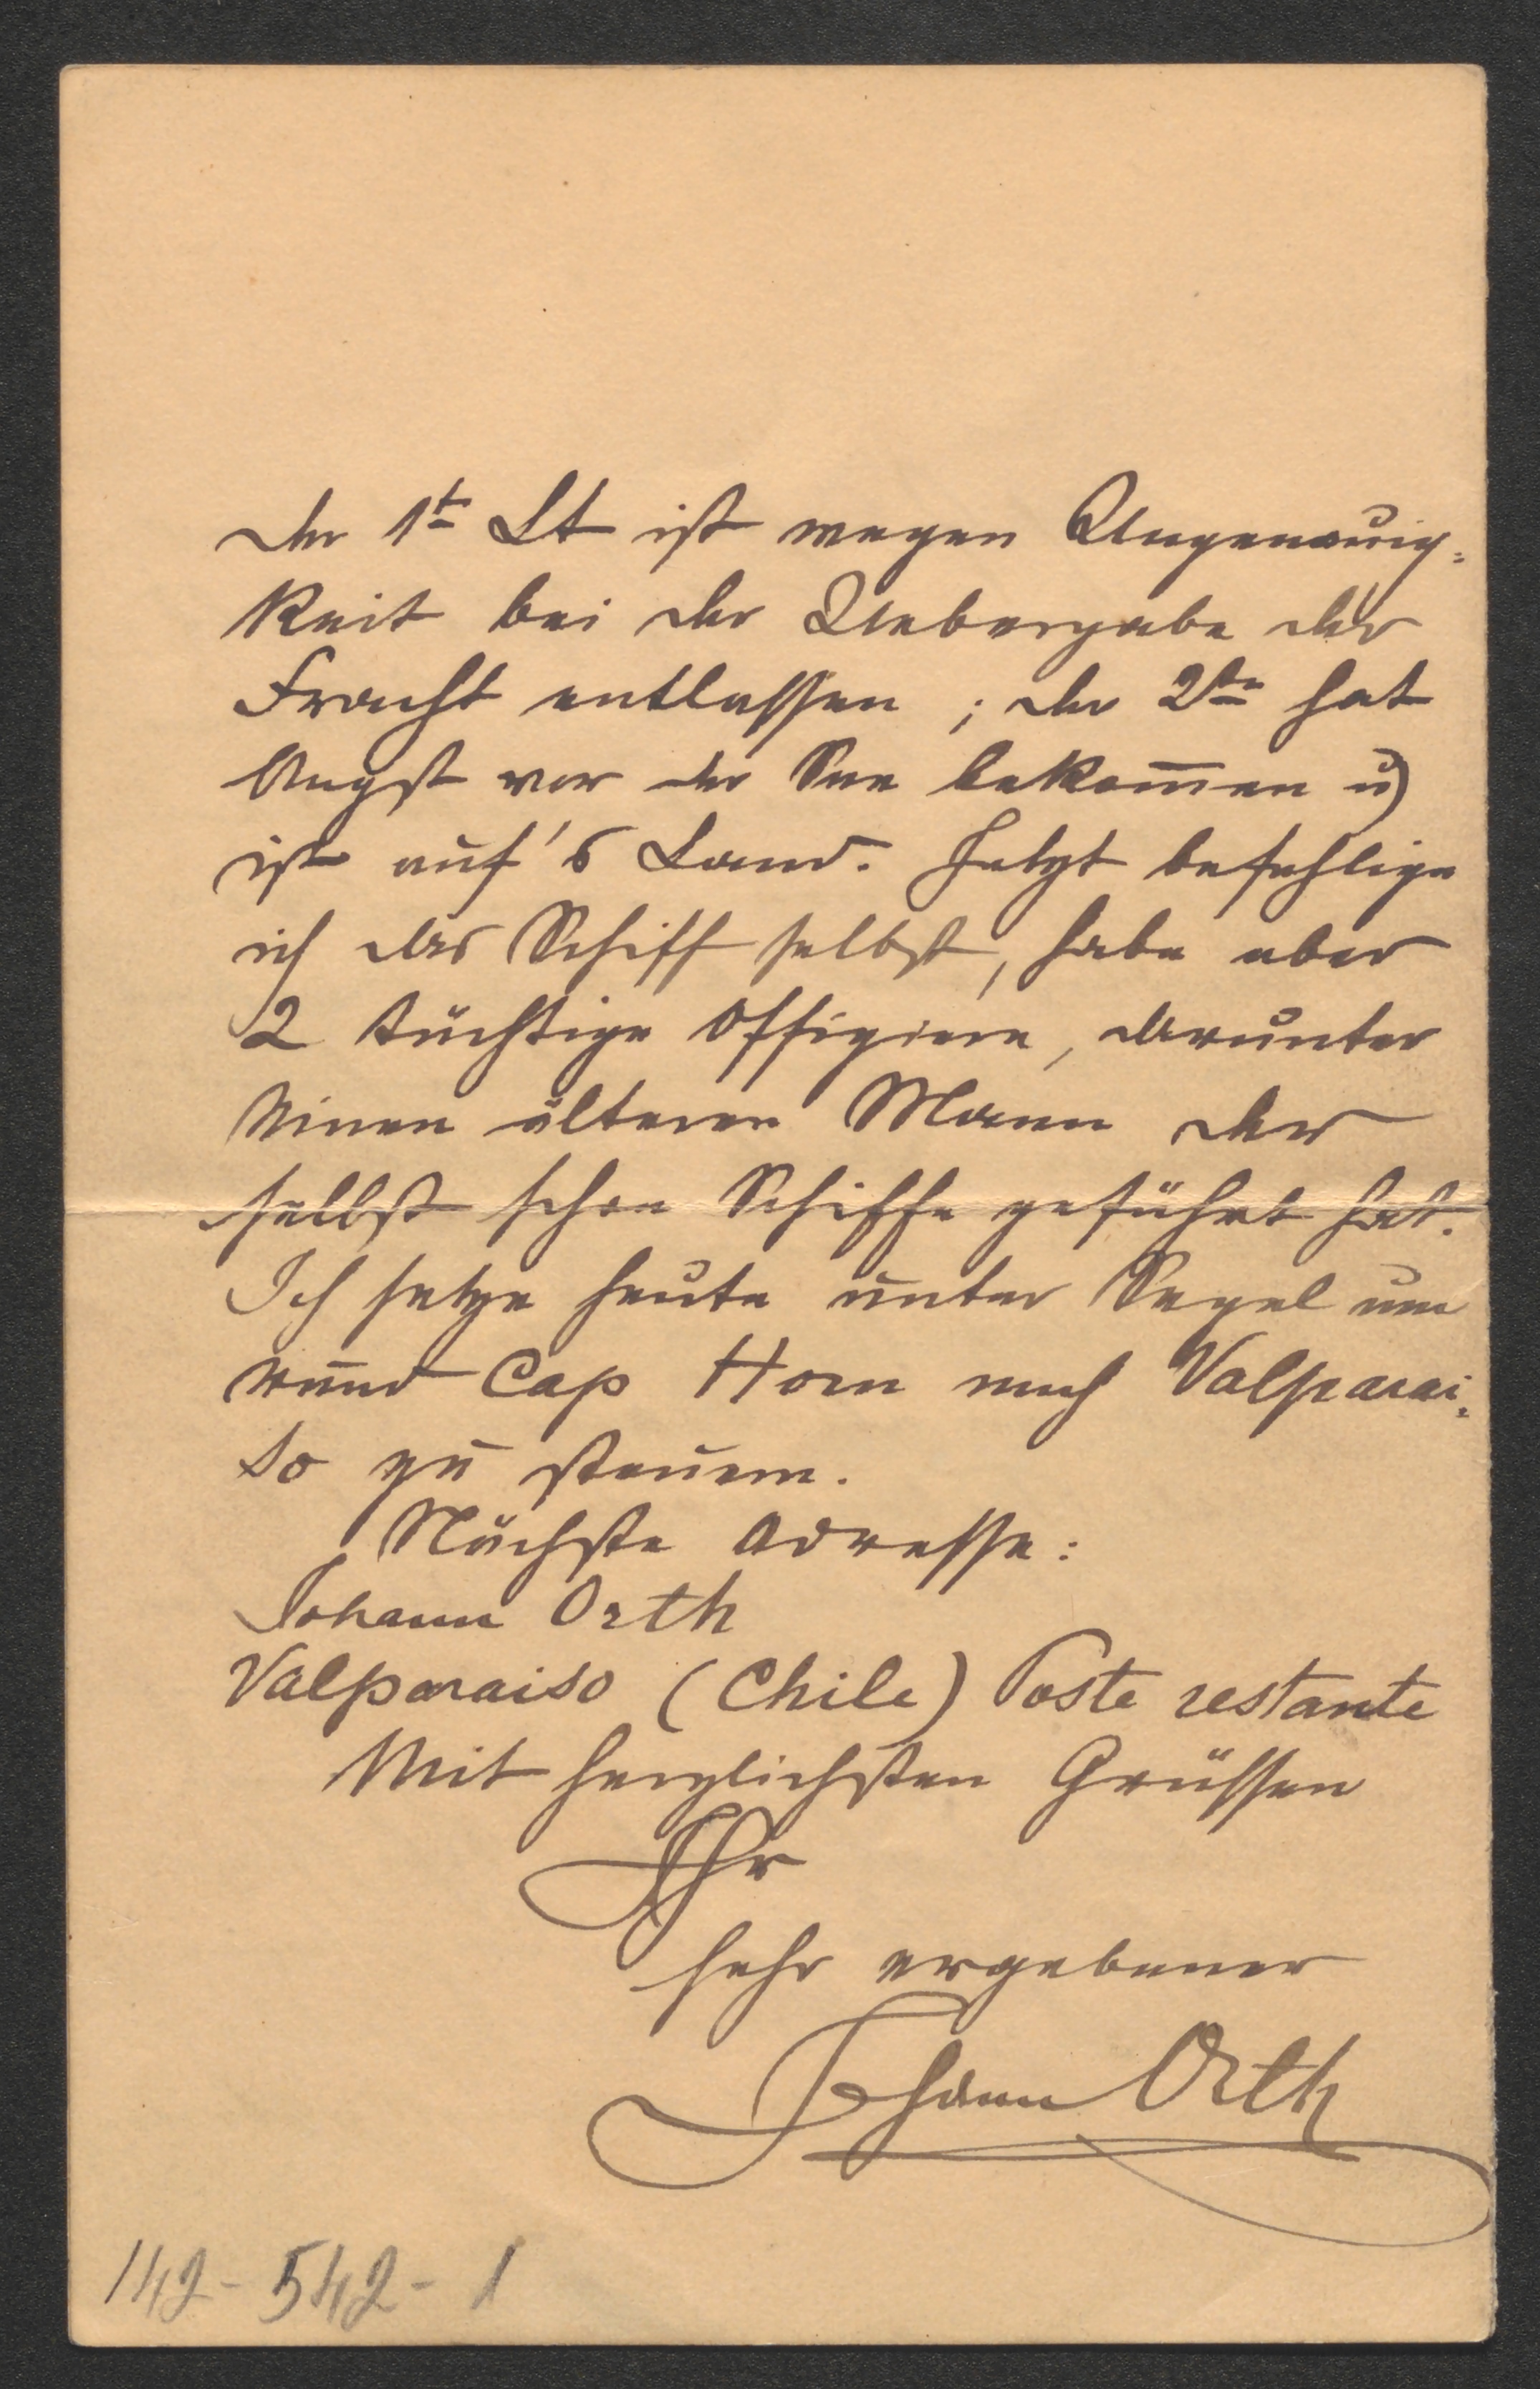 der 1t Lt ist wegen Ungenauig-
keit bei der Uebergabe der
Fracht entlassen; der 2te hat
Angst vor der See bekom̅en u)
ist auf's Land. Jetzt befehlige
ich das Schiff selbst, habe aber
2 tüchtige Offiziere, darunter
einen älteren Mann der
selbst schon Schiffe geführt hat.
Ich setze heute unter Segel um
rund Cap Horn nach Valparai-
so zu steuern.
Nächste Adresse:
Johann Orth
Valparaiso (Chile) Poste restante
Mit herzlichsten Grüssen
Ihr
sehr ergebener
Johann Orth
142-542-1